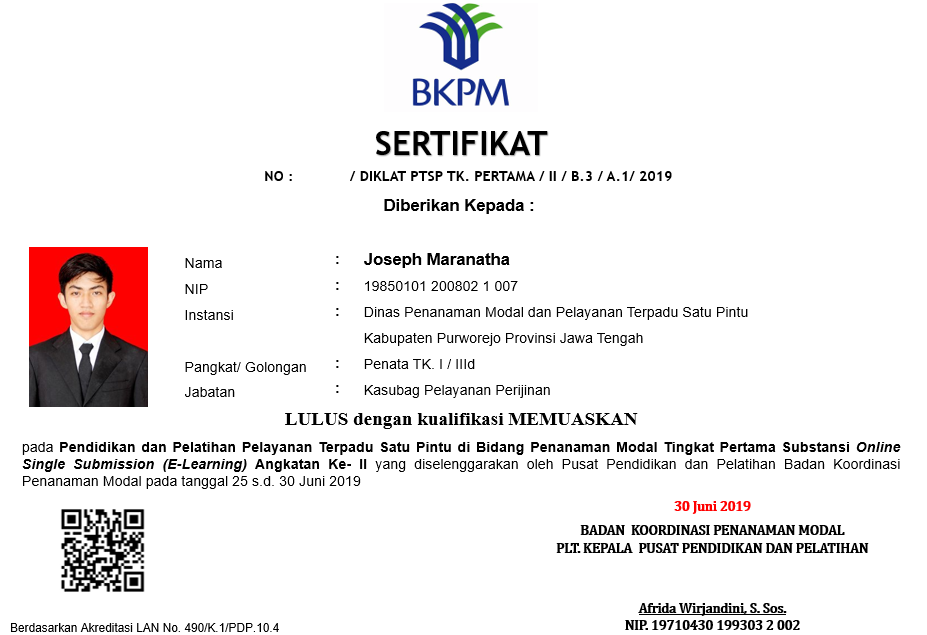 BKPM
SERTIFIKAT
NO : / DIKLAT PTSP TK. PERTAMA / II / B.3 / A.1/ 2019
Diberikan Kepada :
Nama : Joseph Maranatha
NIP : 19850101 200802 1 007
Instansi : Dinas Penanaman Modal dan Pelayanan Terpadu Satu Pintu
Kabupaten Purworejo Provinsi Jawa Tengah
Pangkat/ Golongan : Penata TK. I / IIId
Jabatan : Kasubag Pelayanan Perijinan
LULUS dengan kualifikasi MEMUASKAN
pada Pendidikan dan Pelatihan Pelayanan Terpadu Satu Pintu di Bidang Penanaman Modal Tingkat Pertama Substansi Online
Single Submission (E-Learning) Angkatan Ke- II yang diselenggarakan oleh Pusat Pendidikan dan Pelatihan Badan Koordinasi
Penanaman Modal pada tanggal 25 s.d. 30 Juni 2019
30 Juni 2019
BADAN KOORDINASI PENANAMAN MODAL
PLT. KEPALA PUSAT PENDIDIKAN DAN PELATIHAN
Afrida Wirjandini, S. Sos.
NIP. 19710430 199303 2 002
Berdasarkan Akreditasi LAN No. 490/K.1/PDP.10.4